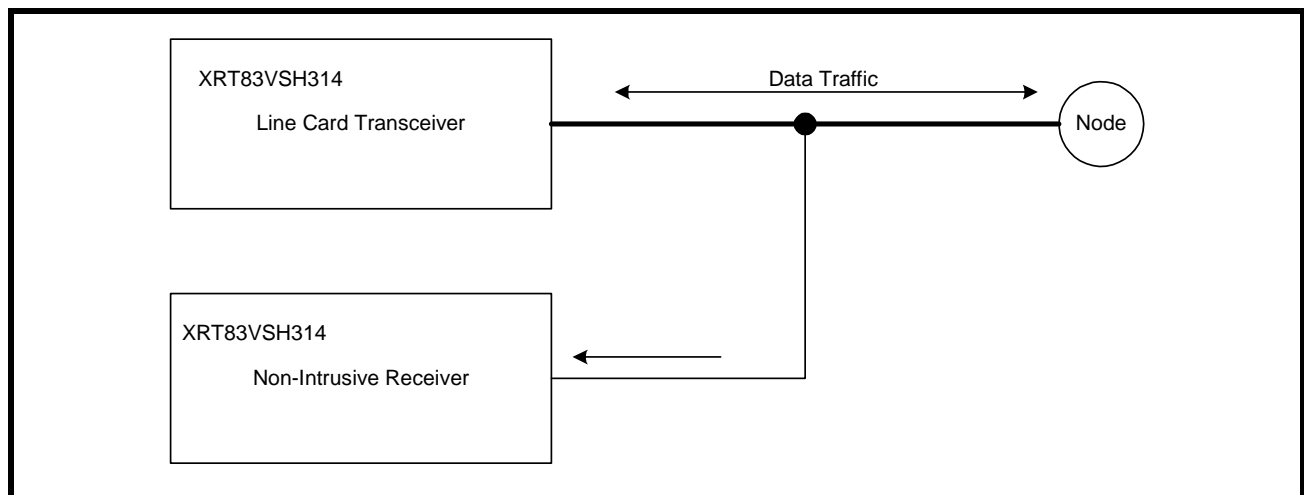 XRT83VSH314
Line Card Transceiver
Data Traffic
Node
XRT83VSH314
Non-Intrusive Receiver